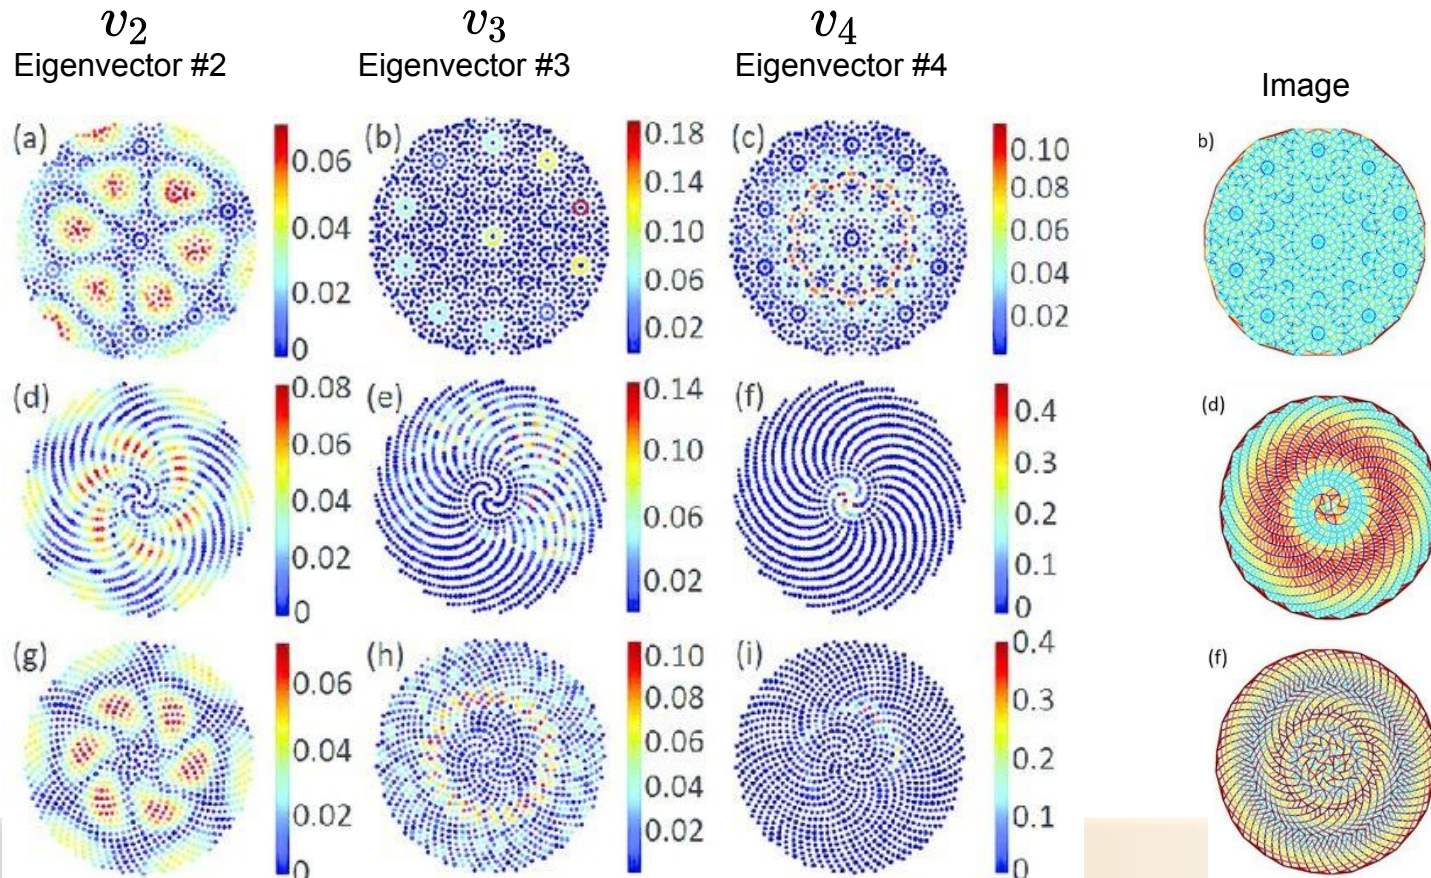 v₂ v₃ v₄
Eigenvector #2 Eigenvector #3 Eigenvector #4
Image
(a) 0.06 0.04 0.02 0
(b) 0.18 0.14 0.10 0.06 0.02
(c) 0.10 0.08 0.06 0.04 0.02
b)
(d) 0.08 0.06 0.04 0.02 0
(e) 0.14 0.10 0.06 0.02
(f) 0.4 0.3 0.2 0.1 0
(d)
(g) 0.06 0.04 0.02 0
(h) 0.10 0.08 0.06 0.04 0.02
(i) 0.4 0.3 0.2 0.1 0
(f)